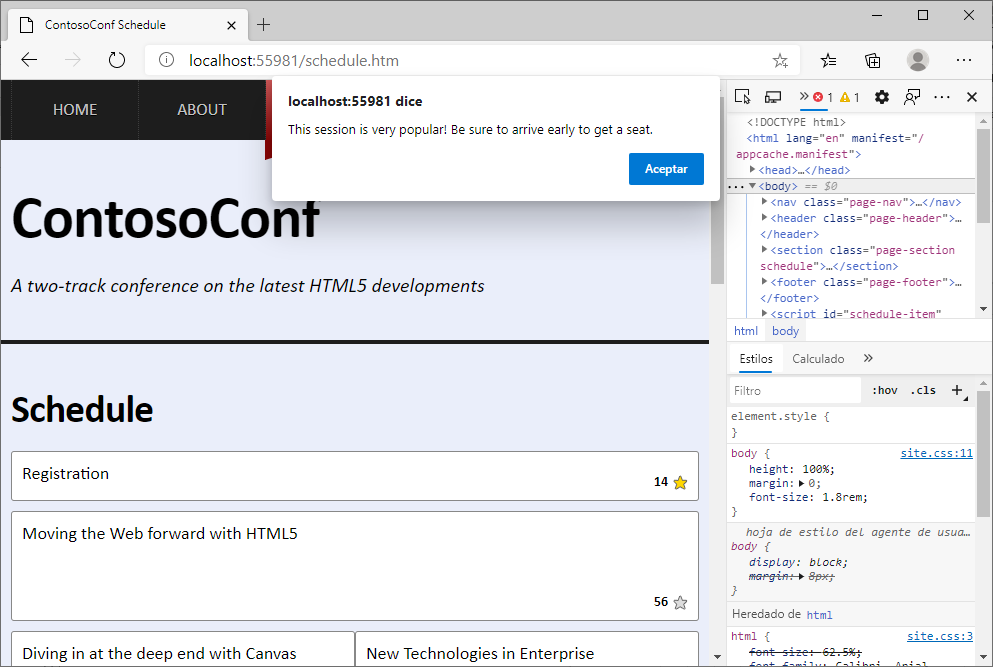 ContosoConf Schedule
localhost:55981/schedule.htm
HOME
ABOUT
localhost:55981 dice
This session is very popular! Be sure to arrive early to get a seat.
Aceptar
ContosoConf
A two-track conference on the latest HTML5 developments
Schedule
Registration
14
Moving the Web forward with HTML5
56
Diving in at the deep end with Canvas
New Technologies in Enterprise
1
1
<!DOCTYPE html>
<html lang="en" manifest="/
appcache.manifest">
<head>…</head>
<body> == $0
<nav class="page-nav">…</nav>
<header class="page-header">…
</header>
<section class="page-section
schedule">…</section>
<footer class="page-footer">…
</footer>
<script id="schedule-item"
html
body
Estilos
Calculado
Filtro
:hov
.cls
element.style {
}
body {
site.css:11
height: 100%;
margin: 0;
font-size: 1.8rem;
}
hoja de estilo del agente de usua…
body {
display: block;
margin: 8px;
}
Heredado de html
html {
site.css:3
font-size: 62.5%;
font-family: Calibri, Arial